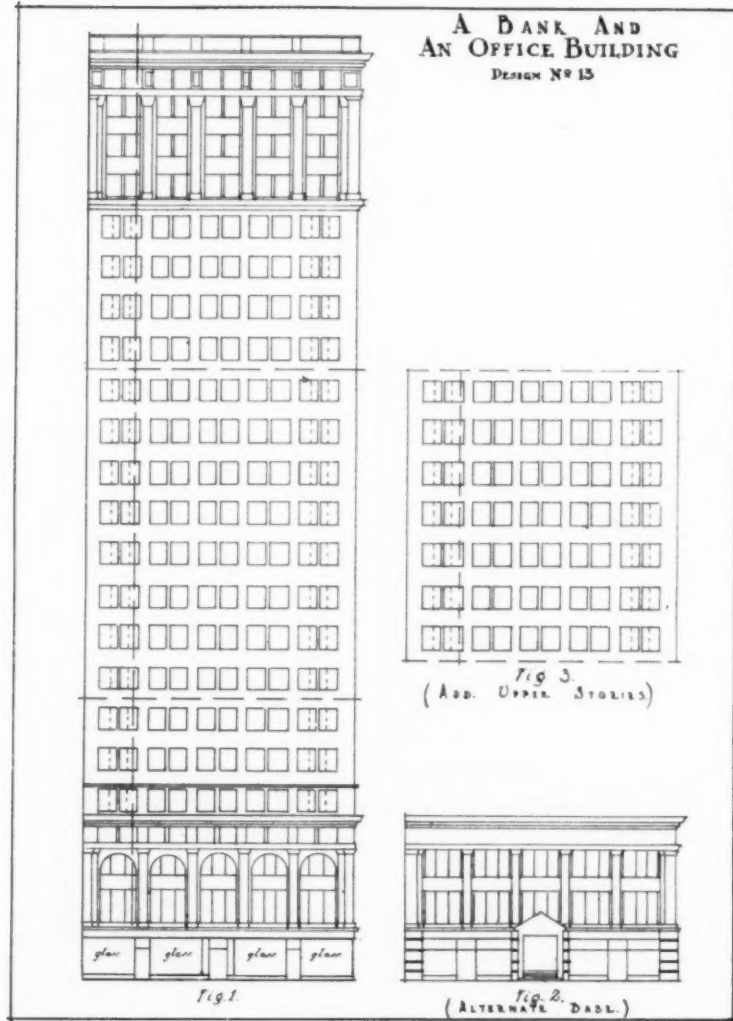 A BANK AND
AN OFFICE BUILDING
DESIGN Nº 13
Fig 3.
(ADD. UPPER STORIES)
glass glass glass glass
Fig. 1.
Fig. 2.
(ALTERNATE BASE.)